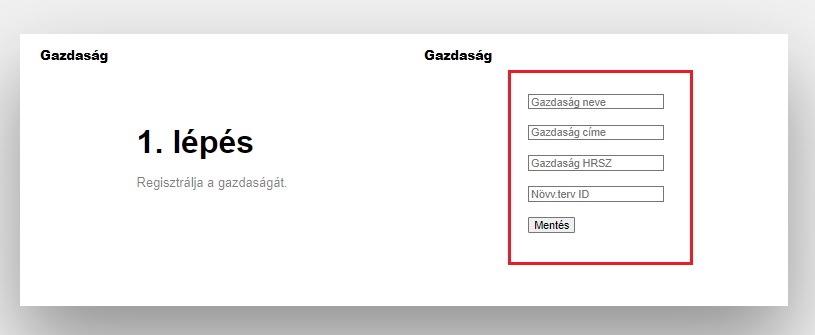 Gazdaság
1. lépés
Regisztrálja a gazdaságát.
Gazdaság
Gazdaság neve
Gazdaság címe
Gazdaság HRSZ
Növv.terv ID
Mentés